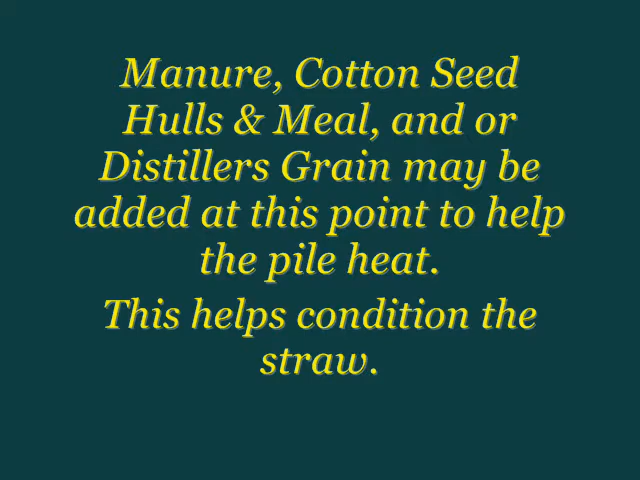 Manure, Cotton Seed
Hulls & Meal, and or
Distillers Grain may be
added at this point to help
the pile heat.
This helps condition the
straw.